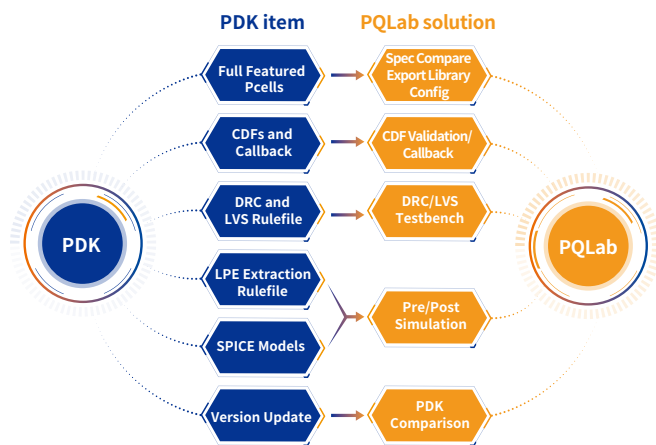 PDK item
PQLab solution
Full Featured
Pcells
Spec Compare
Export Library
Config
CDFs and
Callback
CDF Validation/
Callback
DRC and
LVS Rulefile
DRC/LVS
Testbench
PDK
PQLab
LPE Extraction
Rulefile
Pre/Post
Simulation
SPICE Models
Version Update
PDK
Comparison